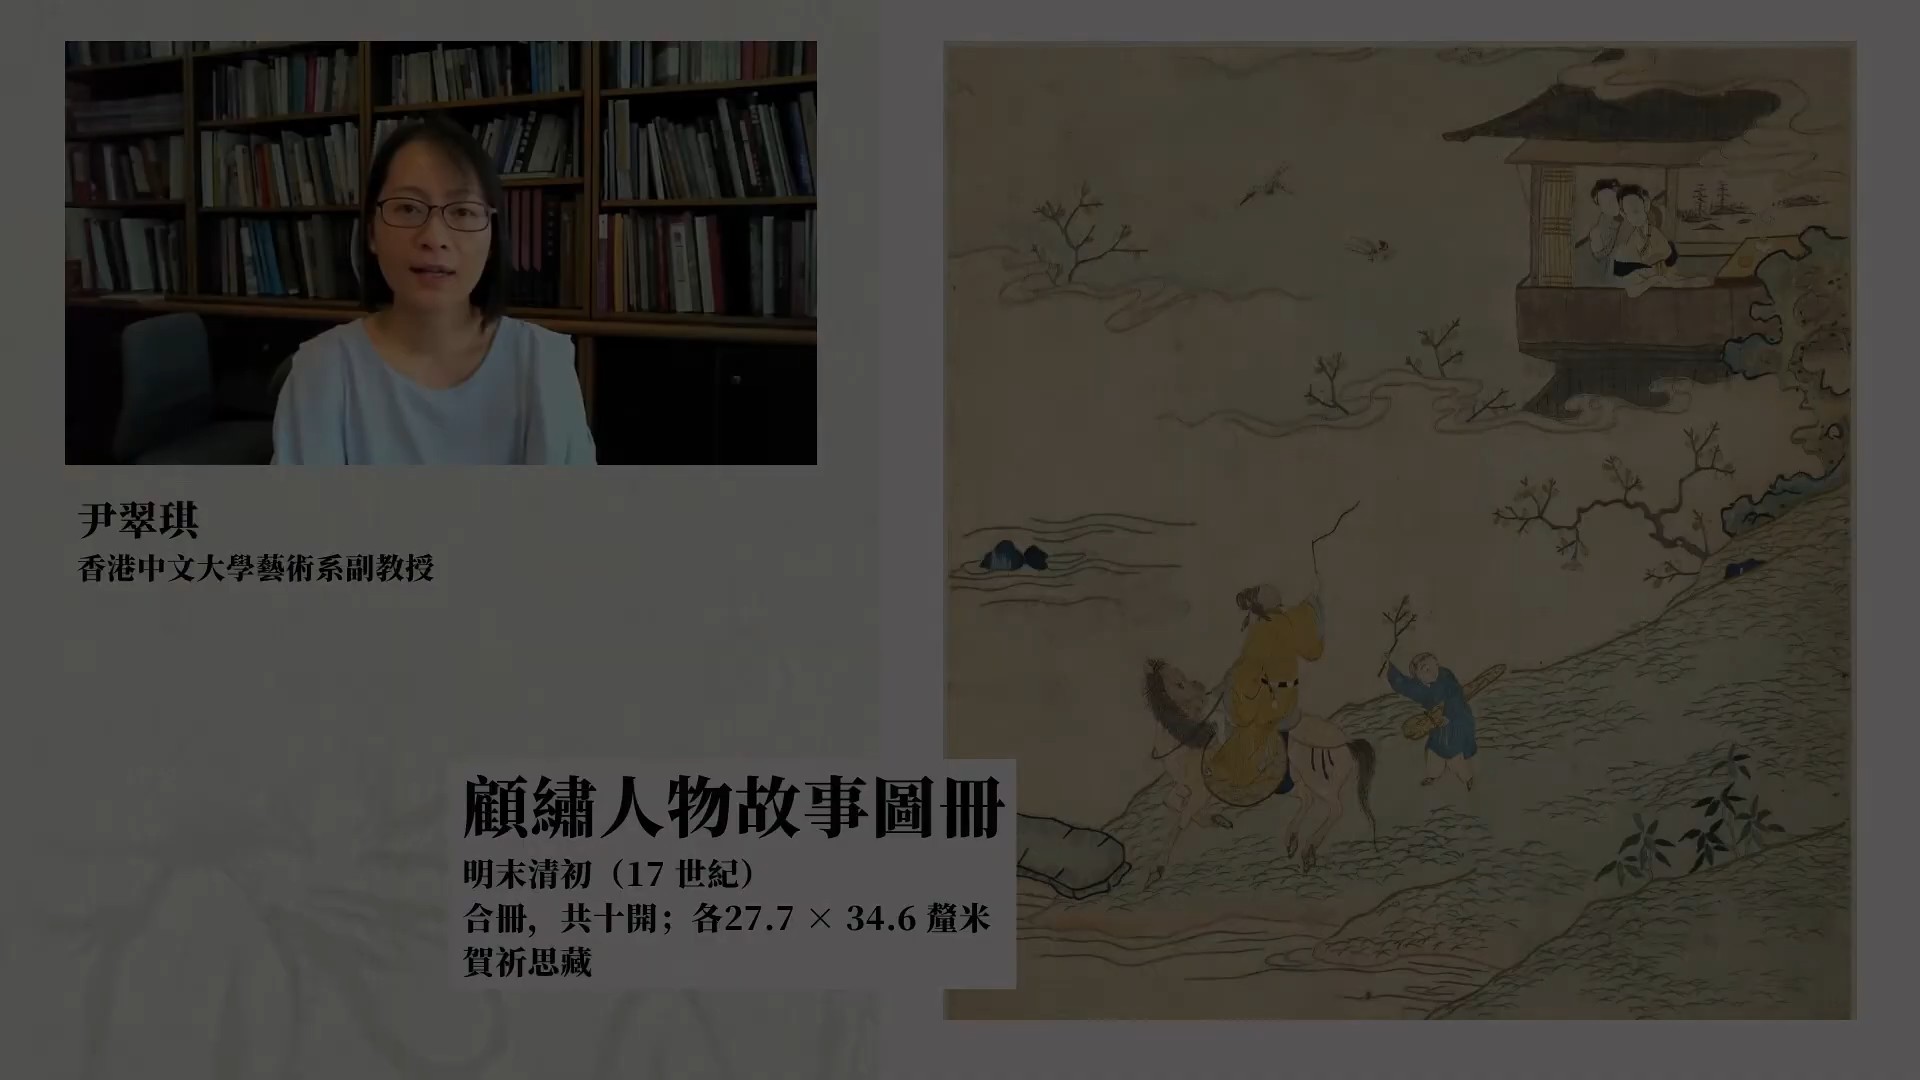 尹翠琪
香港中文大學藝術系副教授
顧繡人物故事圖冊
明末清初（17 世紀）
合冊，共十開；各27.7 × 34.6 釐米
賀祈思藏